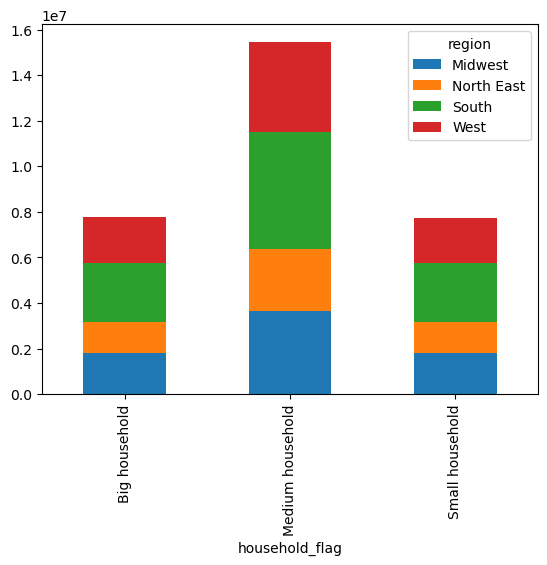 1e7
1.6
1.4
1.2
1.0
0.8
0.6
0.4
0.2
0.0
region
Midwest
North East
South
West
Big household
Medium household
Small household
household_flag